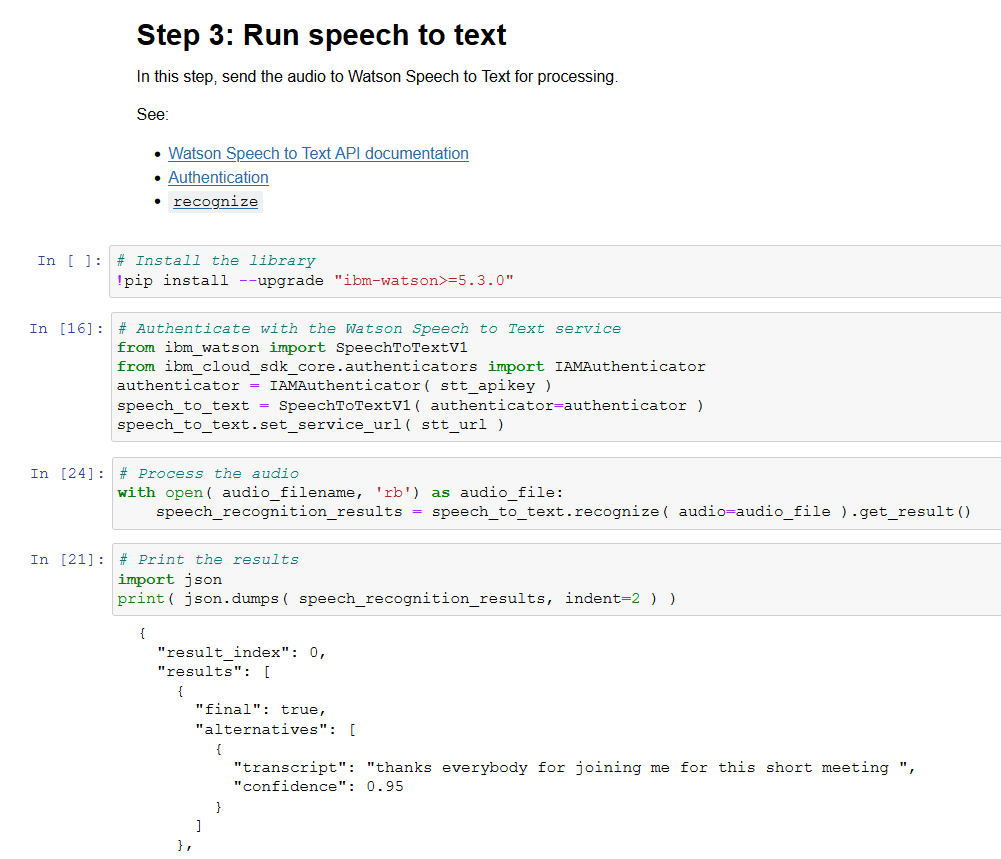 Step 3: Run speech to text
In this step, send the audio to Watson Speech to Text for processing.
See:
• Watson Speech to Text API documentation
• Authentication
• recognize
In [ ]: # Install the library
!pip install --upgrade "ibm-watson>=5.3.0"
In [16]: # Authenticate with the Watson Speech to Text service
from ibm_watson import SpeechToTextV1
from ibm_cloud_sdk_core.authenticators import IAMAuthenticator
authenticator = IAMAuthenticator( stt_apikey )
speech_to_text = SpeechToTextV1( authenticator=authenticator )
speech_to_text.set_service_url( stt_url )
In [24]: # Process the audio
with open( audio_filename, 'rb') as audio_file:
    speech_recognition_results = speech_to_text.recognize( audio=audio_file ).get_result()
In [21]: # Print the results
import json
print( json.dumps( speech_recognition_results, indent=2 ) )
{
  "result_index": 0,
  "results": [
    {
      "final": true,
      "alternatives": [
        {
          "transcript": "thanks everybody for joining me for this short meeting ",
          "confidence": 0.95
        }
      ]
    },